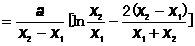 = a / (x₂ − x₁) [ln x₂/x₁ − 2(x₂ − x₁)/(x₁ + x₂)]